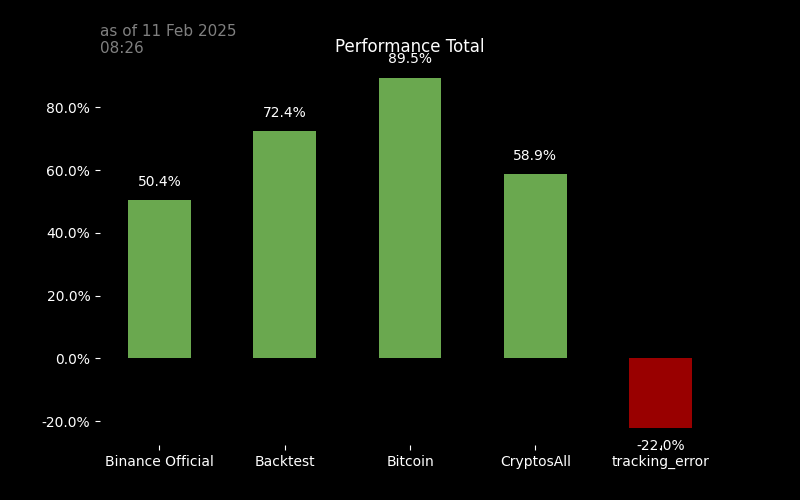 as of 11 Feb 2025
08:26
Performance Total
89.5%
80.0%
72.4%
58.9%
60.0%
50.4%
40.0%
20.0%
0.0%
-20.0%
-22.0%
Binance Official
Backtest
Bitcoin
CryptosAll
tracking_error